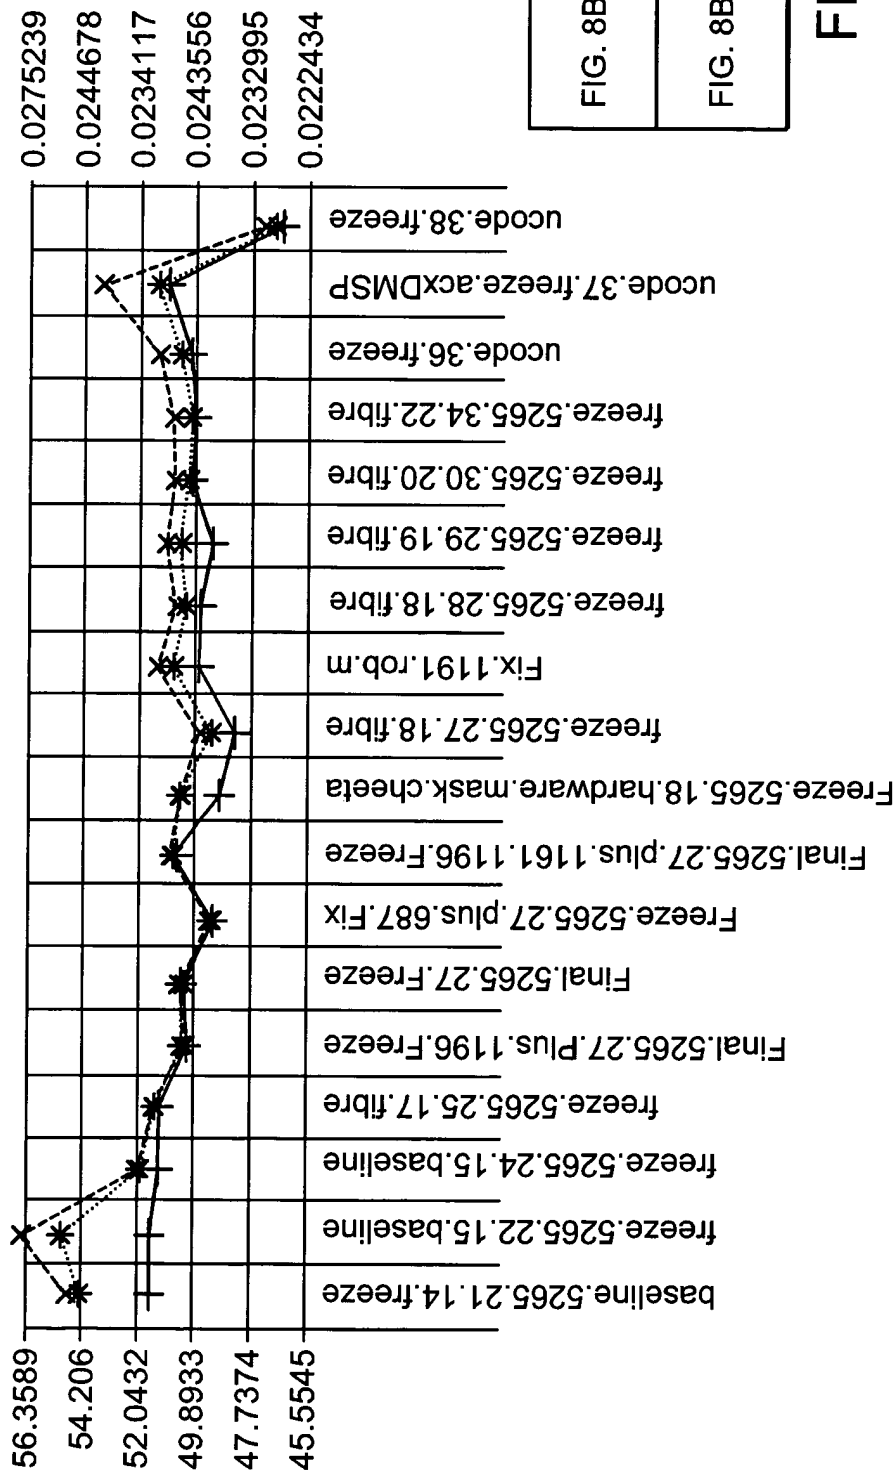 56.3589
54.206
52.0432
49.8933
47.7374
45.5545
0.0275239
0.0244678
0.0234117
0.0243556
0.0232995
0.0222434
baseline.5265.21.14.freeze
freeze.5265.22.15.baseline
freeze.5265.24.15.baseline
freeze.5265.25.17.fibre
Final.5265.27.Plus.1196.Freeze
Final.5265.27.Freeze
Freeze.5265.27.plus.687.Fix
Final.5265.27.plus.1161.1196.Freeze
Freeze.5265.18.hardware.mask.cheeta
freeze.5265.27.18.fibre
Fix.1191.rob.m
freeze.5265.28.18.fibre
freeze.5265.29.19.fibre
freeze.5265.30.20.fibre
freeze.5265.34.22.fibre
ucode.36.freeze
ucode.37.freeze.acxDMSP
ucode.38.freeze
FIG. 8B
FIG. 8B